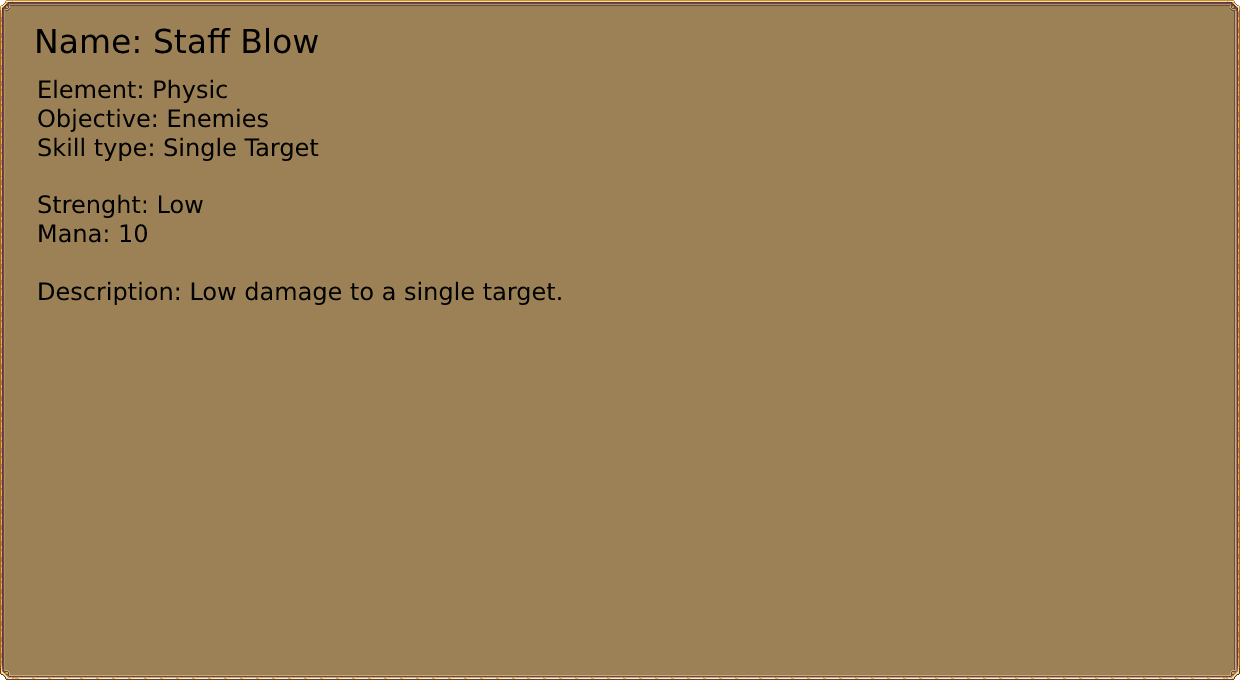 Name: Staff Blow
Element: Physic
Objective: Enemies
Skill type: Single Target
Strenght: Low
Mana: 10
Description: Low damage to a single target.